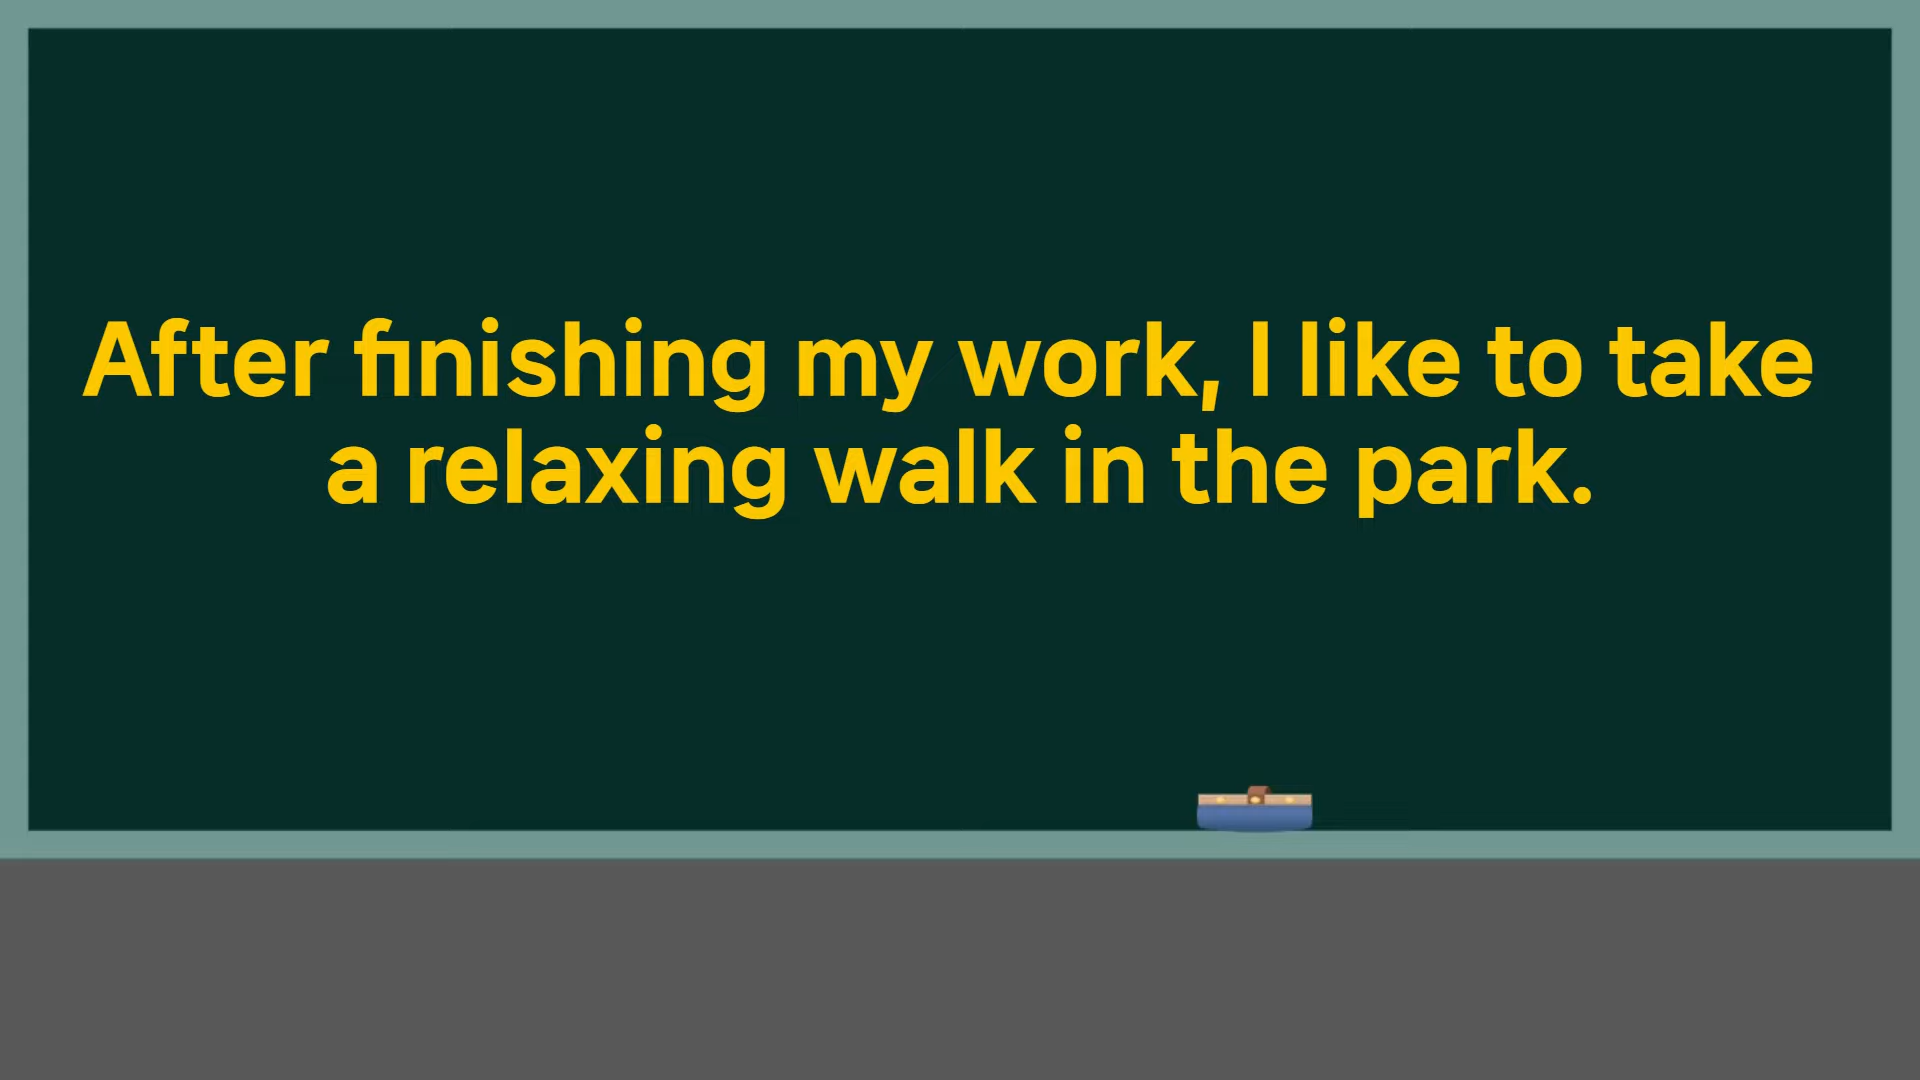 After finishing my work, I like to take
a relaxing walk in the park.